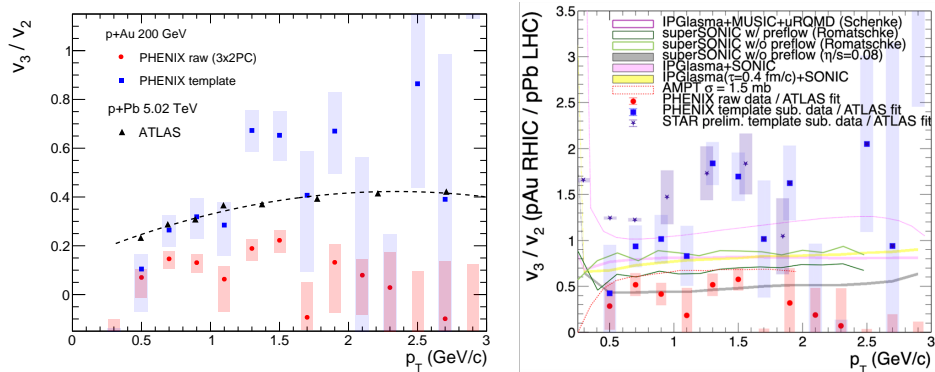 p+Au 200 GeV
PHENIX raw (3x2PC)
PHENIX template
p+Pb 5.02 TeV
ATLAS
v3 / v2
1
0.8
0.6
0.4
0.2
0
0
0.5
1
1.5
2
2.5
3
pT (GeV/c)
IPGlasma+MUSIC+uRQMD (Schenke)
superSONIC w/ preflow (Romatschke)
superSONIC w/o preflow (Romatschke)
superSONIC w/o preflow (η/s=0.08)
IPGlasma+SONIC
IPGlasma(τ=0.4 fm/c)+SONIC
AMPT σ = 1.5 mb
PHENIX raw data / ATLAS fit
PHENIX template sub. data / ATLAS fit
STAR prelim. template sub. data / ATLAS fit
v3 / v2 (pAu RHIC / pPb LHC)
3.5
3
2.5
2
1.5
1
0.5
0
0.5
1
1.5
2
2.5
3
pT (GeV/c)